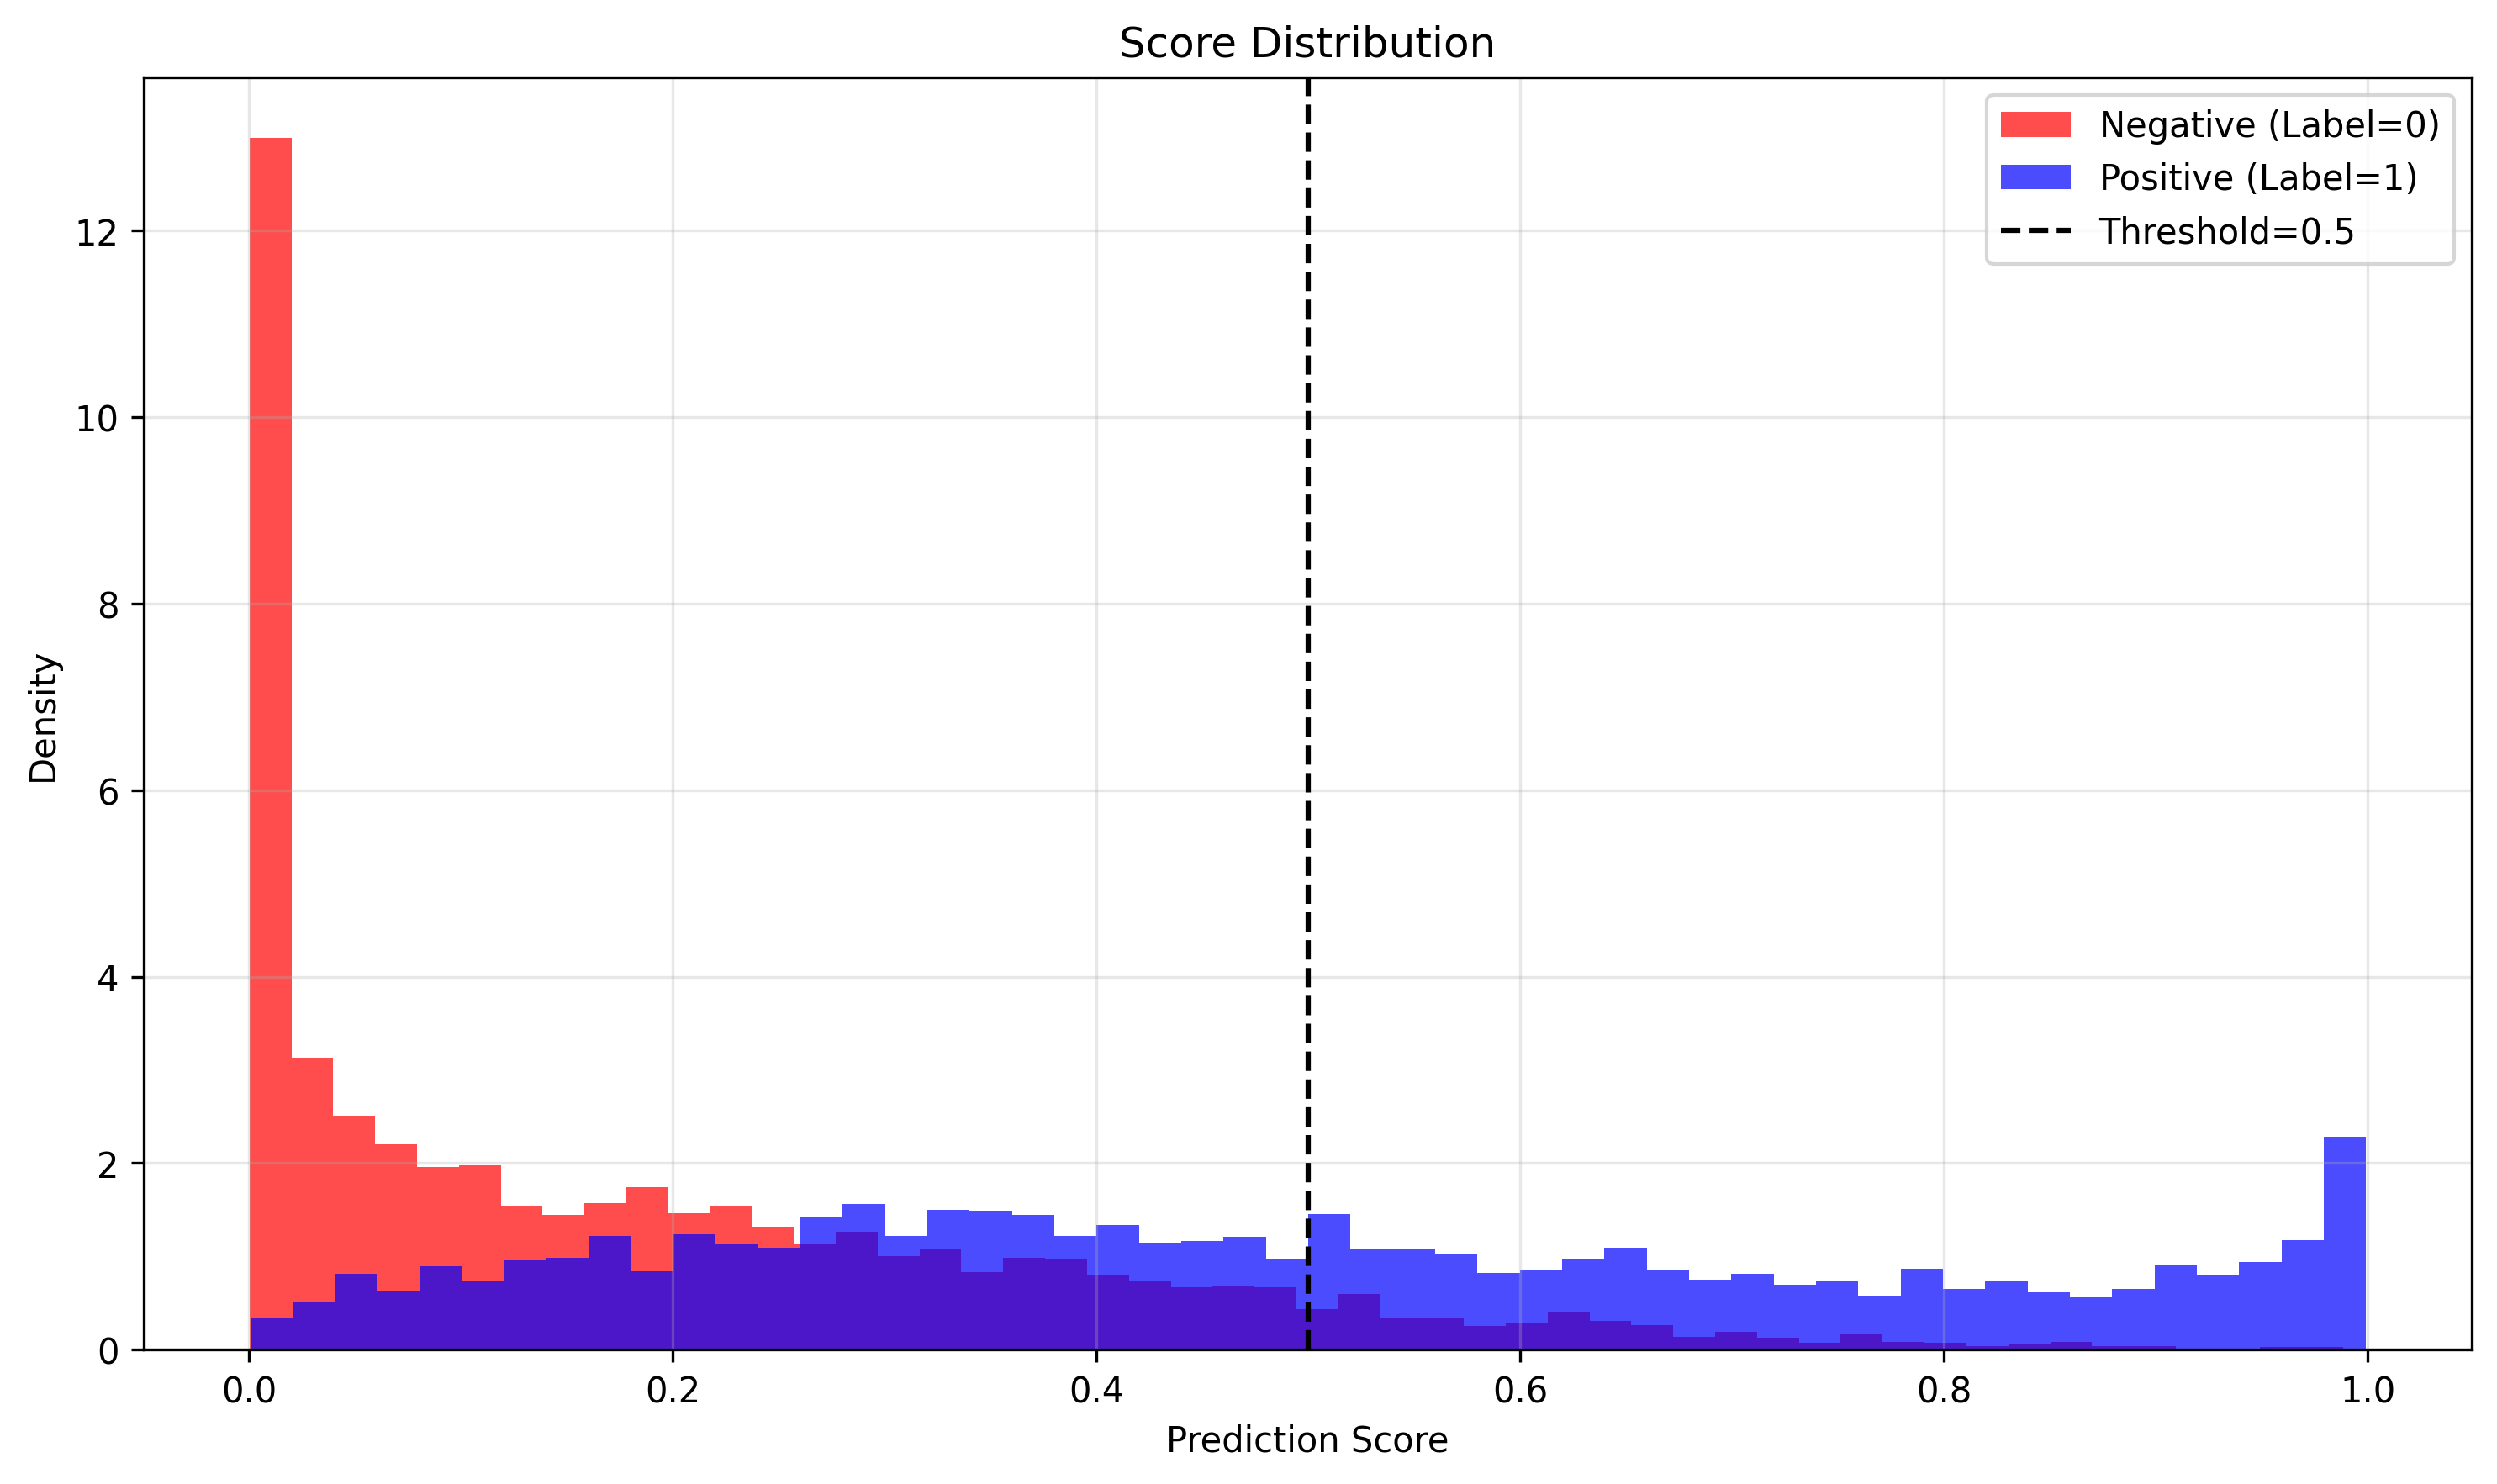 Score Distribution
Negative (Label=0)
Positive (Label=1)
Threshold=0.5
Density
12
10
8
6
4
2
0
0.0 0.2 0.4 0.6 0.8 1.0
Prediction Score